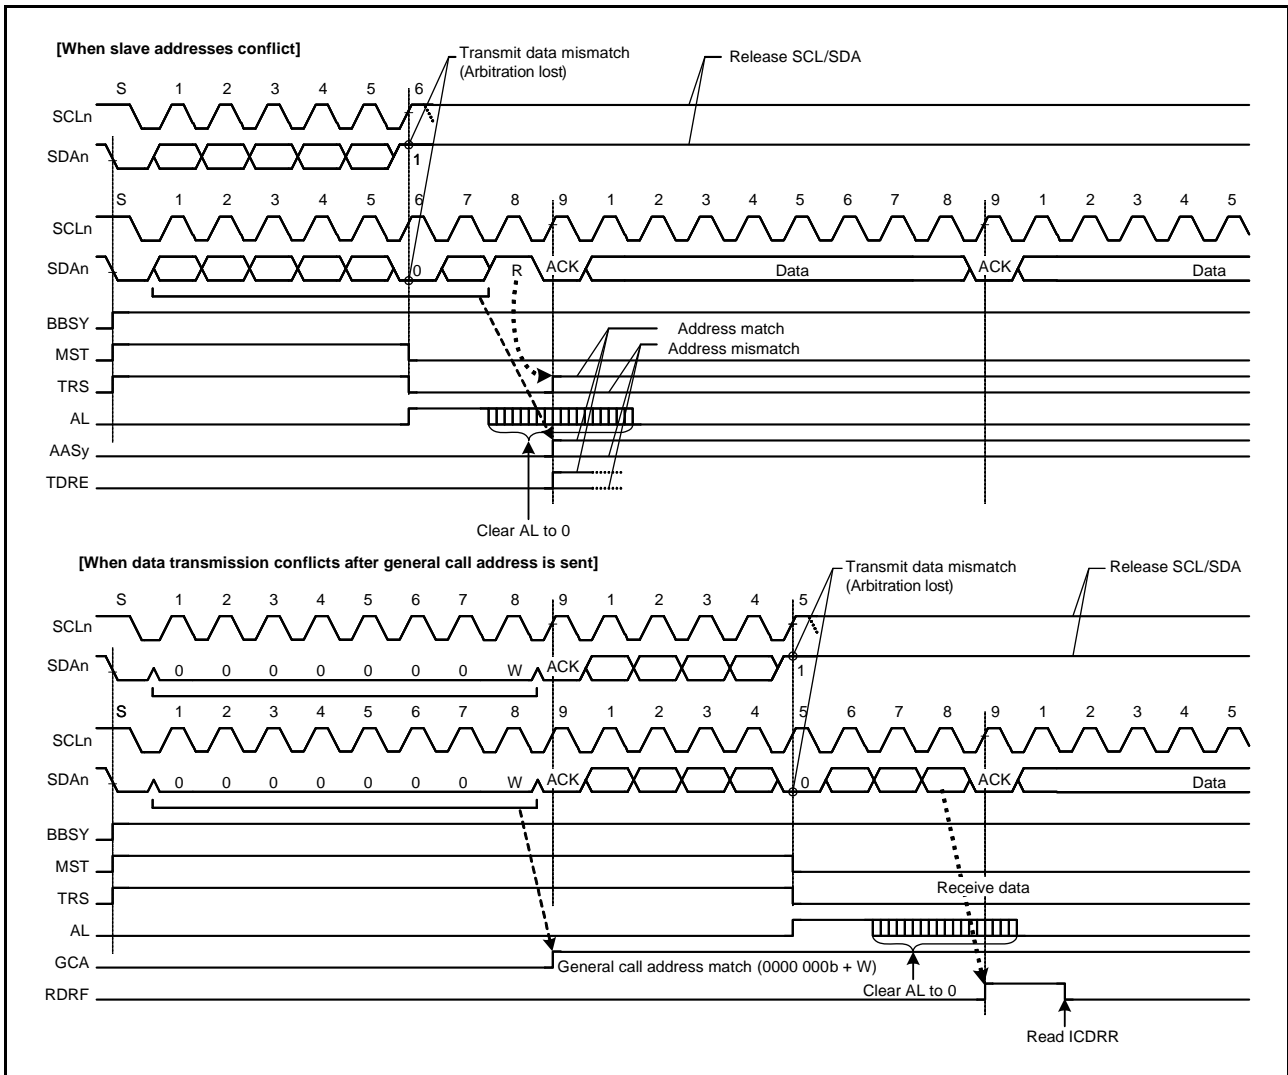 [When slave addresses conflict]
Transmit data mismatch
(Arbitration lost)
Release SCL/SDA
S 1 2 3 4 5 6
SCLn
SDAn
1
S 1 2 3 4 5 6 7 8 9 1 2 3 4 5 6 7 8 9 1 2 3 4 5
SCLn
SDAn
0 R ACK Data ACK Data
BBSY
MST
TRS
AL
AASy
TDRE
Address match
Address mismatch
Clear AL to 0
[When data transmission conflicts after general call address is sent]
Transmit data mismatch
(Arbitration lost)
Release SCL/SDA
S 1 2 3 4 5 6 7 8 9 1 2 3 4 5
SCLn
SDAn
0 0 0 0 0 0 0 W ACK 1
S 1 2 3 4 5 6 7 8 9 1 2 3 4 5 6 7 8 9 1 2 3 4 5
SCLn
SDAn
0 0 0 0 0 0 0 W ACK 0 ACK Data
BBSY
MST
TRS
Receive data
AL
GCA
General call address match (0000 000b + W)
Clear AL to 0
RDRF
Read ICDRR